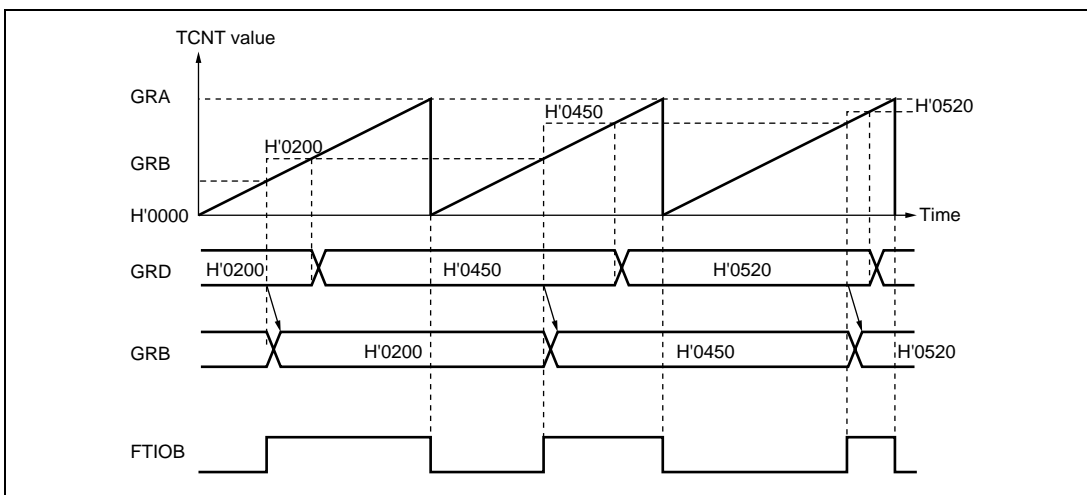 TCNT value
GRA
H'0520
H'0450
H'0200
GRB
H'0000
Time
GRD
H'0200
H'0450
H'0520
GRB
H'0200
H'0450
H'0520
FTIOB